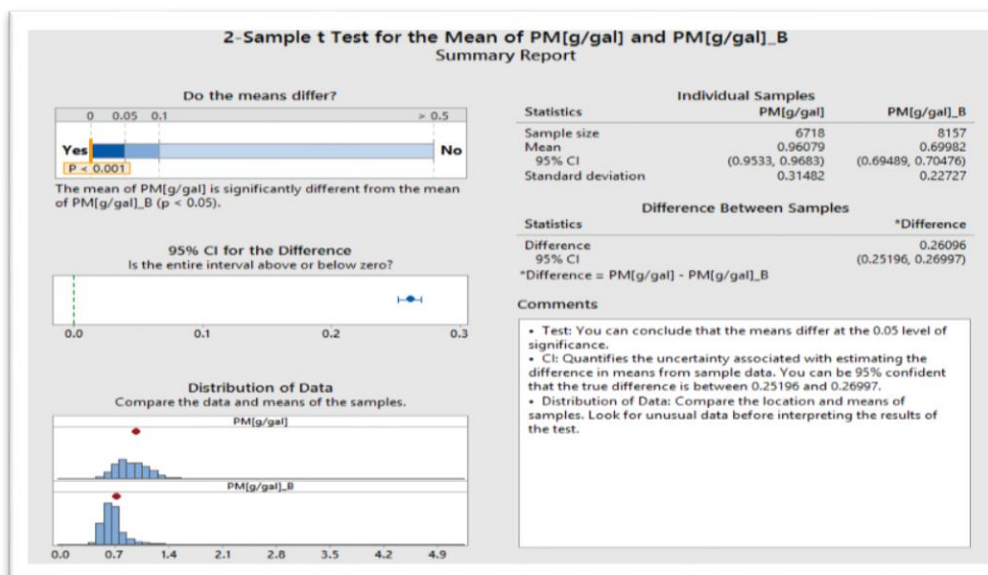 2-Sample t Test for the Mean of PM[g/gal] and PM[g/gal]_B
Summary Report
Do the means differ?
0 0.05 0.1 > 0.5
Yes No
P < 0.001
The mean of PM[g/gal] is significantly different from the mean
of PM[g/gal]_B (p < 0.05).
95% CI for the Difference
Is the entire interval above or below zero?
0.0 0.1 0.2 0.3
Distribution of Data
Compare the data and means of the samples.
PM[g/gal]
PM[g/gal]_B
0.0 0.7 1.4 2.1 2.8 3.5 4.2 4.9
Individual Samples
Statistics PM[g/gal] PM[g/gal]_B
Sample size 6718 8157
Mean 0.96079 0.69982
95% CI (0.9533, 0.9683) (0.69489, 0.70476)
Standard deviation 0.31482 0.22727
Difference Between Samples
Statistics *Difference
Difference 0.26096
95% CI (0.25196, 0.26997)
*Difference = PM[g/gal] - PM[g/gal]_B
Comments
• Test: You can conclude that the means differ at the 0.05 level of
significance.
• CI: Quantifies the uncertainty associated with estimating the
difference in means from sample data. You can be 95% confident
that the true difference is between 0.25196 and 0.26997.
• Distribution of Data: Compare the location and means of
samples. Look for unusual data before interpreting the results of
the test.